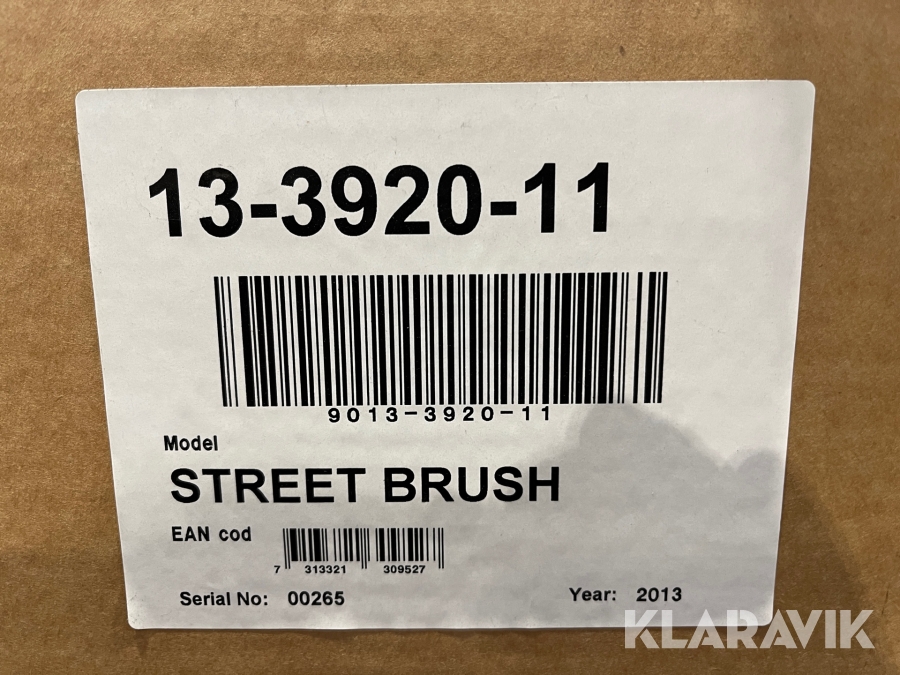 13-3920-11
9013-3920-11
Model
STREET BRUSH
EAN cod
7 313321 309527
Serial No: 00265 Year: 2013
KLARAVIK